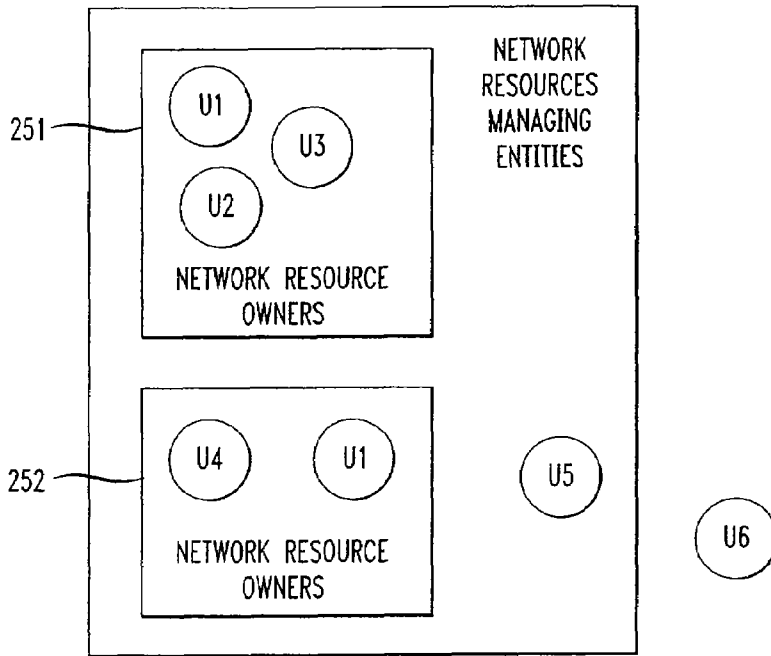 NETWORK
RESOURCES
MANAGING
ENTITIES
251
U1
U3
U2
NETWORK RESOURCE
OWNERS
252
U4
U1
U5
U6
NETWORK RESOURCE
OWNERS